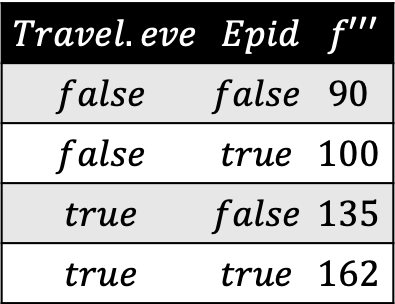 Travel.eve Epid f′′′
false false 90
false true 100
true false 135
true true 162